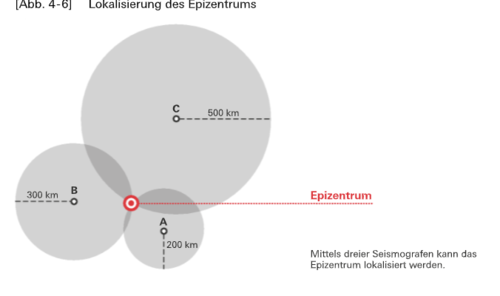 [Abb. 4-6] Lokalisierung des Epizentrums
C
500 km
B
300 km
Epizentrum
A
200 km
Mittels dreier Seismografen kann das
Epizentrum lokalisiert werden.